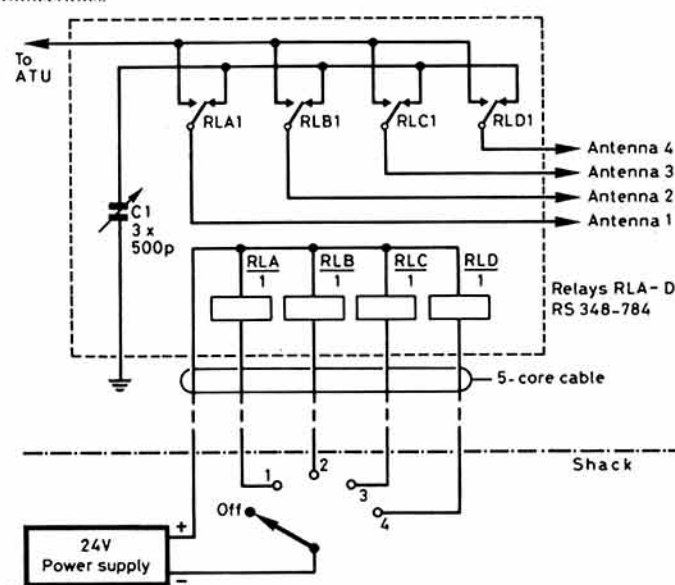 To
ATU
RLA1
RLB1
RLC1
RLD1
Antenna 4
Antenna 3
Antenna 2
Antenna 1
C1
3 x
500p
RLA
1
RLB
1
RLC
1
RLD
1
Relays RLA-D
RS 348-784
5-core cable
Shack
1
2
3
4
Off
+
24V
Power supply
−